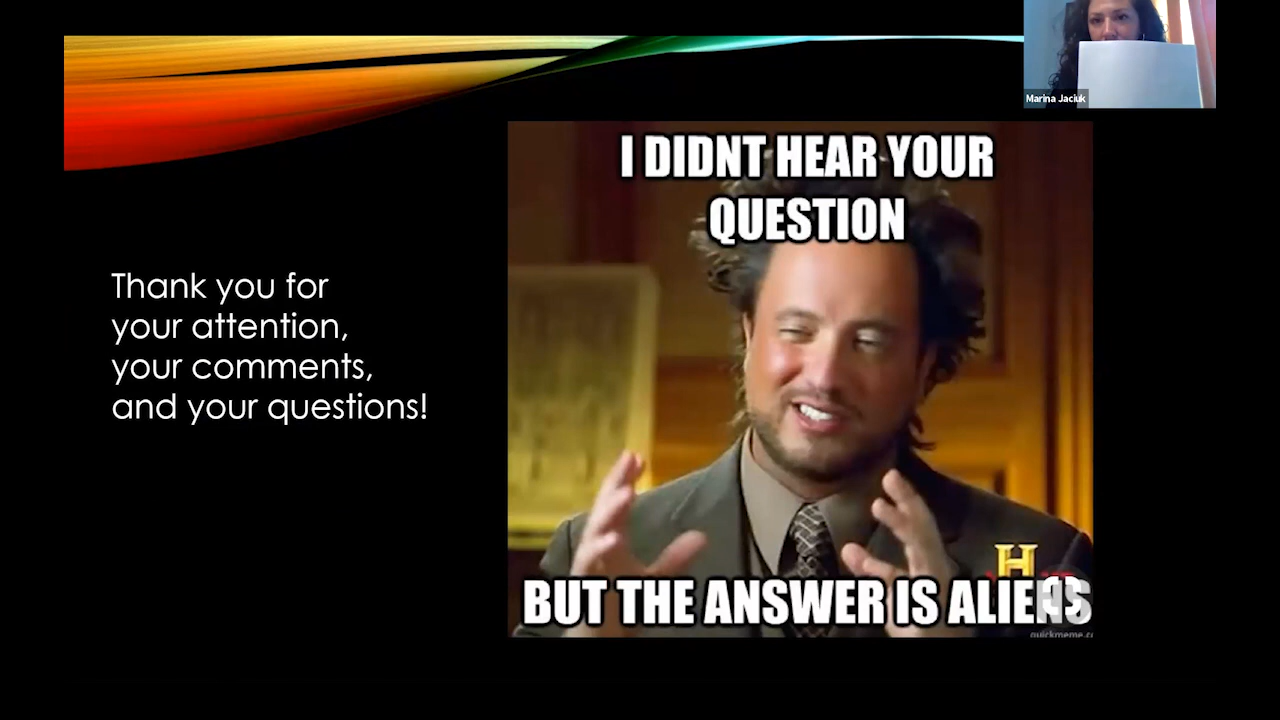 Marina Jaciuk
I DIDNT HEAR YOUR
QUESTION
Thank you for
your attention,
your comments,
and your questions!
H
BUT THE ANSWER IS ALIENS